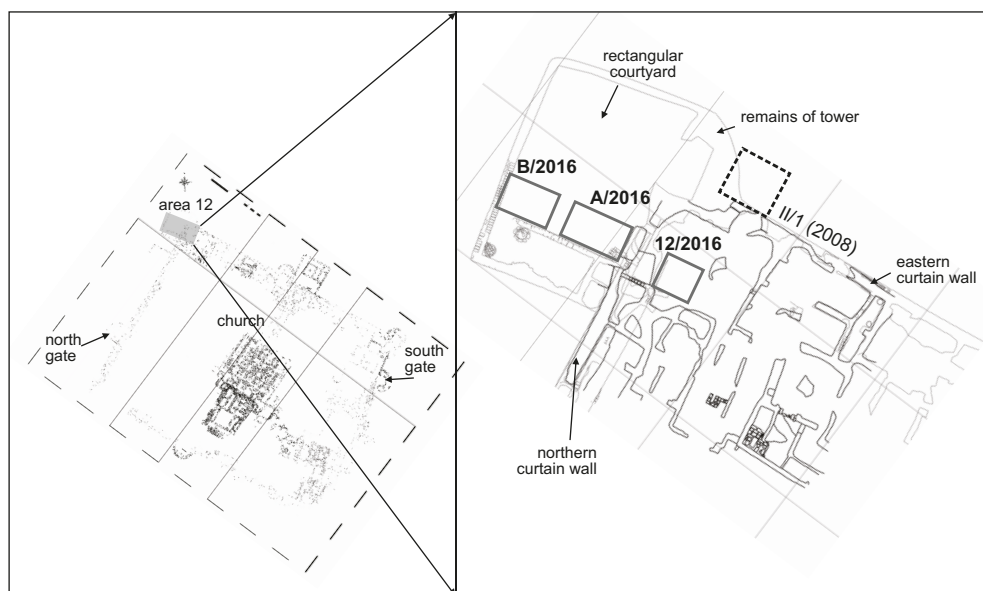 area 12
north
gate
church
south
gate
rectangular
courtyard
remains of tower
B/2016
A/2016
12/2016
II/1 (2008)
eastern
curtain wall
northern
curtain wall